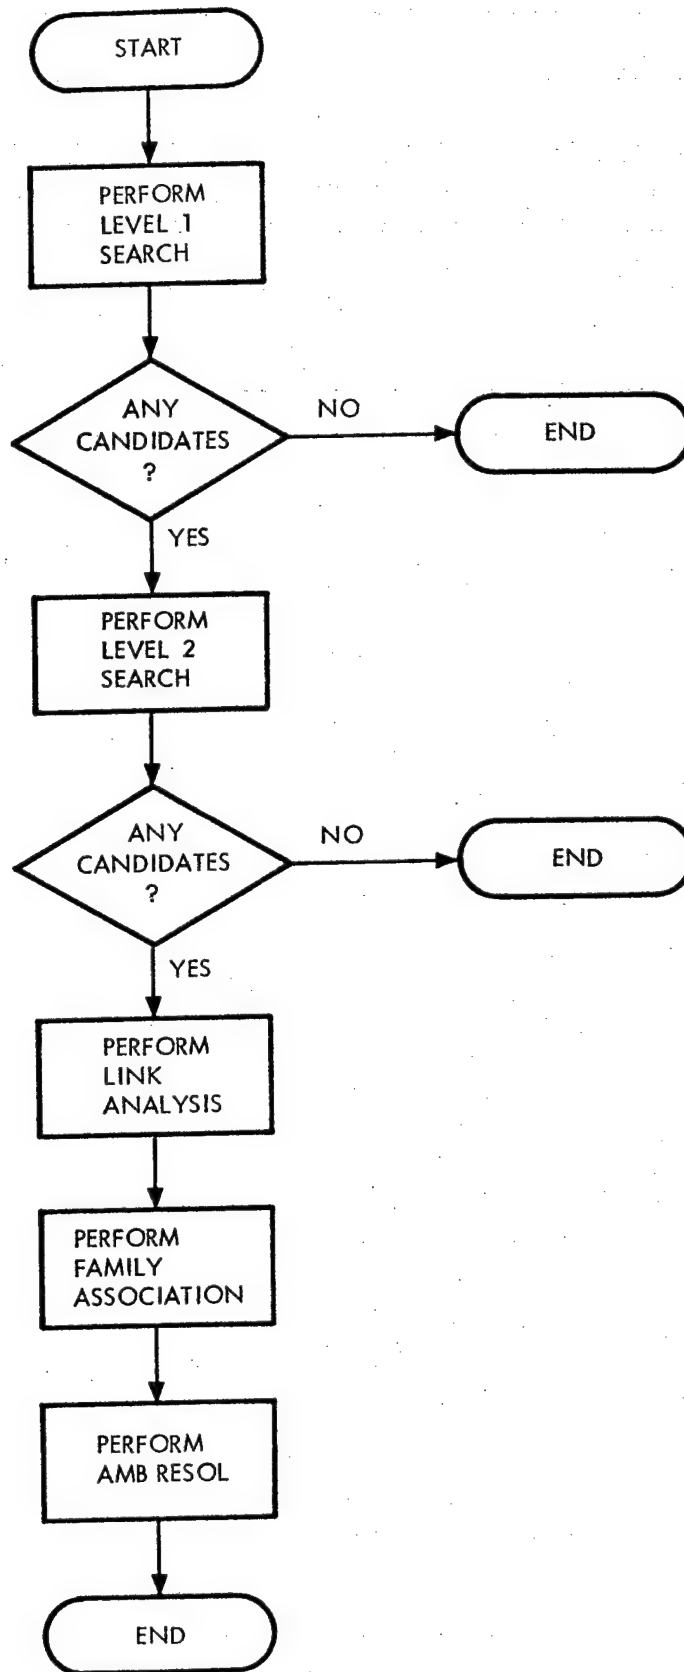 START
PERFORM
LEVEL 1
SEARCH
ANY
CANDIDATES
?
NO
END
YES
PERFORM
LEVEL 2
SEARCH
ANY
CANDIDATES
?
NO
END
YES
PERFORM
LINK
ANALYSIS
PERFORM
FAMILY
ASSOCIATION
PERFORM
AMB RESOL
END